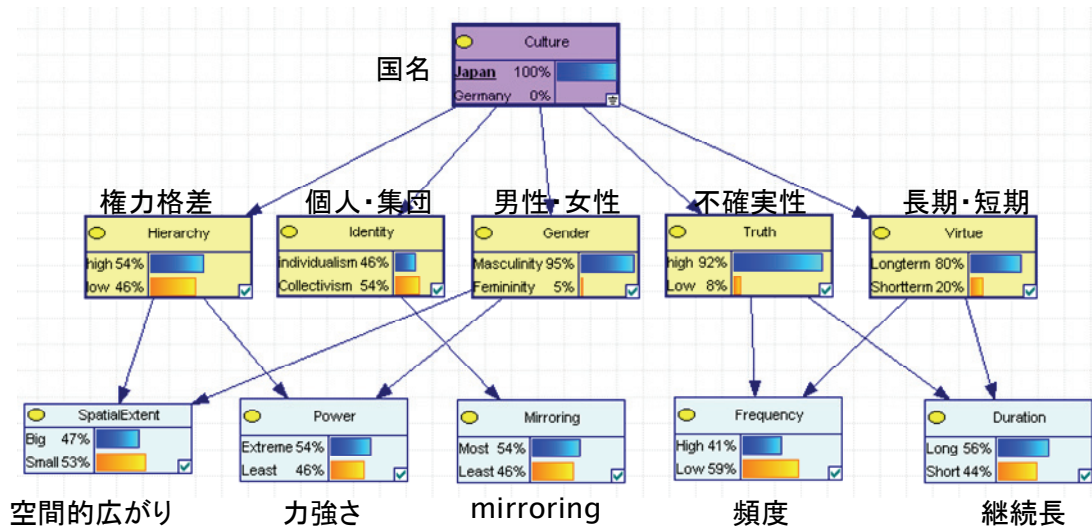 国名
Culture
Japan 100%
Germany 0%
権力格差
個人・集団
男性・女性
不確実性
長期・短期
Hierarchy
high 54%
low 46%
Identity
individualism 46%
Collectivism 54%
Gender
Masculinity 95%
Femininity 5%
Truth
high 92%
Low 8%
Virtue
Longterm 80%
Shortterm 20%
SpatialExtent
Big 47%
Small 53%
Power
Extreme 54%
Least 46%
Mirroring
Most 54%
Least 46%
Frequency
High 41%
Low 59%
Duration
Long 56%
Short 44%
空間的広がり
力強さ
mirroring
頻度
継続長